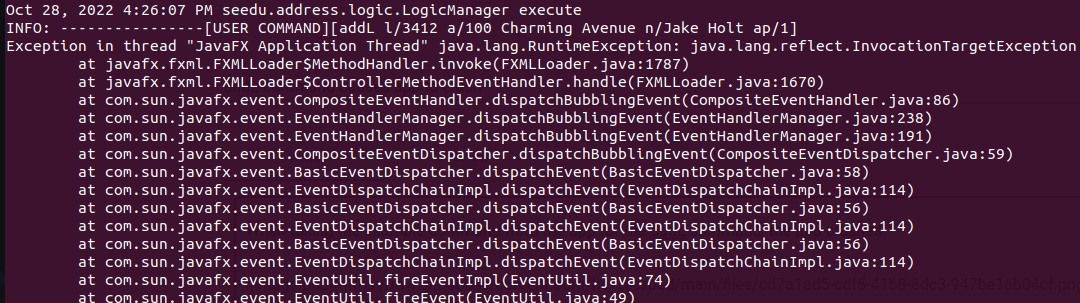 Oct 28, 2022 4:26:07 PM seedu.address.logic.LogicManager execute
INFO: ----------------[USER COMMAND][addL l/3412 a/100 Charming Avenue n/Jake Holt ap/1]
Exception in thread "JavaFX Application Thread" java.lang.RuntimeException: java.lang.reflect.InvocationTargetException
at javafx.fxml.FXMLLoader$MethodHandler.invoke(FXMLLoader.java:1787)
at javafx.fxml.FXMLLoader$ControllerMethodEventHandler.handle(FXMLLoader.java:1670)
at com.sun.javafx.event.CompositeEventHandler.dispatchBubblingEvent(CompositeEventHandler.java:86)
at com.sun.javafx.event.EventHandlerManager.dispatchBubblingEvent(EventHandlerManager.java:238)
at com.sun.javafx.event.EventHandlerManager.dispatchBubblingEvent(EventHandlerManager.java:191)
at com.sun.javafx.event.CompositeEventDispatcher.dispatchBubblingEvent(CompositeEventDispatcher.java:59)
at com.sun.javafx.event.BasicEventDispatcher.dispatchEvent(BasicEventDispatcher.java:58)
at com.sun.javafx.event.EventDispatchChainImpl.dispatchEvent(EventDispatchChainImpl.java:114)
at com.sun.javafx.event.BasicEventDispatcher.dispatchEvent(BasicEventDispatcher.java:56)
at com.sun.javafx.event.EventDispatchChainImpl.dispatchEvent(EventDispatchChainImpl.java:114)
at com.sun.javafx.event.BasicEventDispatcher.dispatchEvent(BasicEventDispatcher.java:56)
at com.sun.javafx.event.EventDispatchChainImpl.dispatchEvent(EventDispatchChainImpl.java:114)
at com.sun.javafx.event.EventUtil.fireEventImpl(EventUtil.java:74)
at com.sun.javafx.event.EventUtil.fireEvent(EventUtil.java:49)